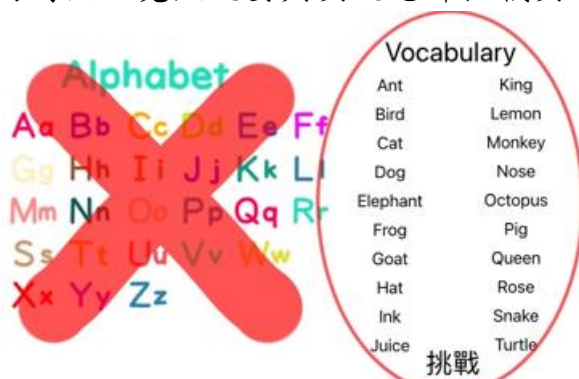 Alphabet
Aa Bb Cc Dd Ee Ff
Gg Hh Ii Jj Kk Ll
Mm Nn Oo Pp Qq Rr
Ss Tt Uu Vv Ww
Xx Yy Zz
Vocabulary
Ant King
Bird Lemon
Cat Monkey
Dog Nose
Elephant Octopus
Frog Pig
Goat Queen
Hat Rose
Ink Snake
Juice Turtle
挑戰